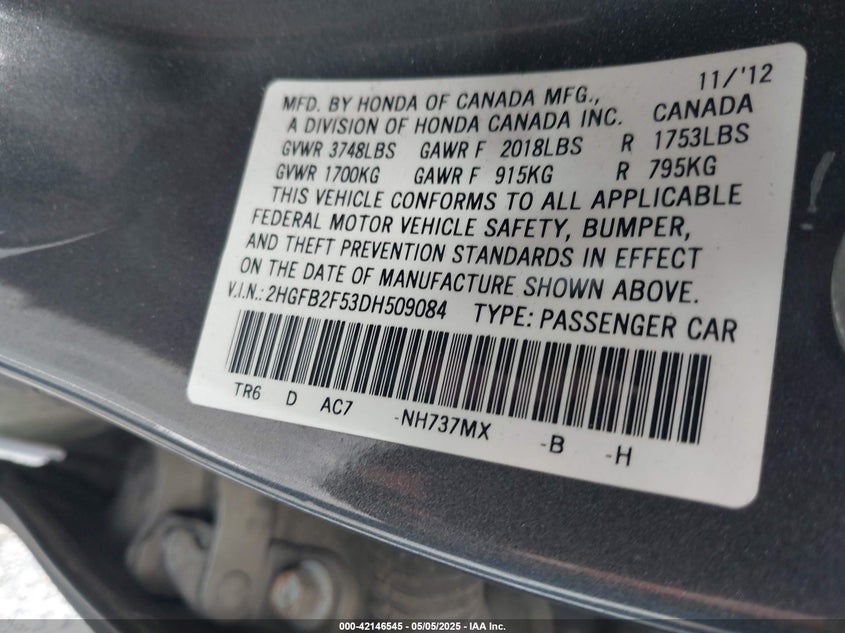 11/'12
MFD. BY HONDA OF CANADA MFG., CANADA
A DIVISION OF HONDA CANADA INC.
GVWR 3748LBS GAWR F 2018LBS R 1753LBS
GVWR 1700KG GAWR F 915KG R 795KG
THIS VEHICLE CONFORMS TO ALL APPLICABLE
FEDERAL MOTOR VEHICLE SAFETY, BUMPER,
AND THEFT PREVENTION STANDARDS IN EFFECT
ON THE DATE OF MANUFACTURE SHOWN ABOVE.
V.I.N.: 2HGFB2F53DH509084 TYPE: PASSENGER CAR
TR6 D AC7 -NH737MX -B -H
000-42146545 - 05/05/2025 - IAA Inc.